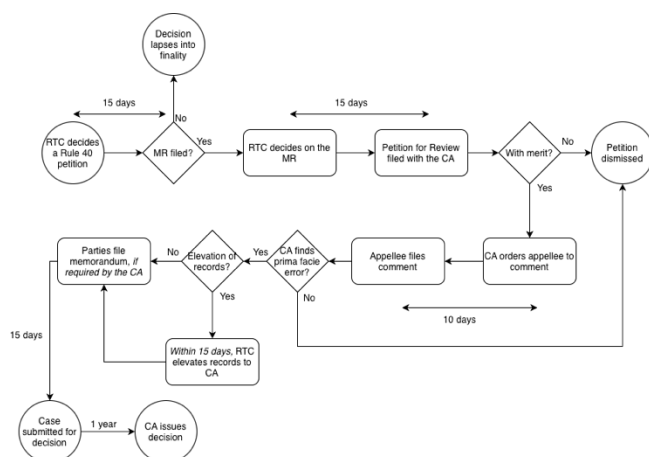 Decision
lapses into
finality
15 days
15 days
No
RTC decides
a Rule 40
petition
MR filed?
Yes
RTC decides on the
MR
Petition for Review
filed with the CA
With merit?
No
Petition
dismissed
Yes
Parties file
memorandum, if
required by the CA
No
Elevation of
records?
Yes
CA finds
prima facie
error?
Appellee files
comment
CA orders appellee to
comment
Yes
No
10 days
15 days
Within 15 days, RTC
elevates records to
CA
Case
submitted for
decision
1 year
CA issues
decision